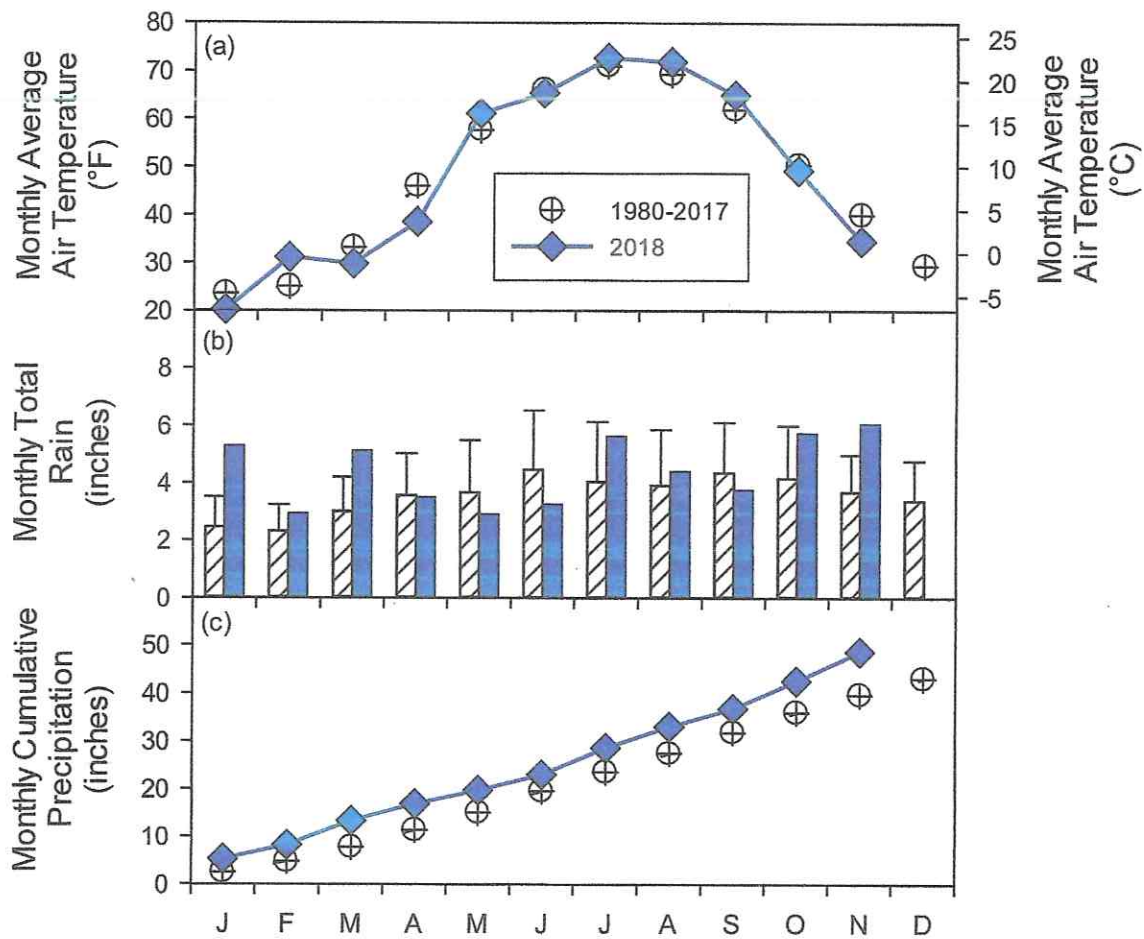 (a)
Monthly Average
Air Temperature
(°F)
80
70
60
50
40
30
20
25
20
15
10
5
0
-5
Monthly Average
Air Temperature
(°C)
1980-2017
2018
(b)
Monthly Total
Rain
(inches)
8
6
4
2
0
(c)
Monthly Cumulative
Precipitation
(inches)
50
40
30
20
10
0
J F M A M J J A S O N D